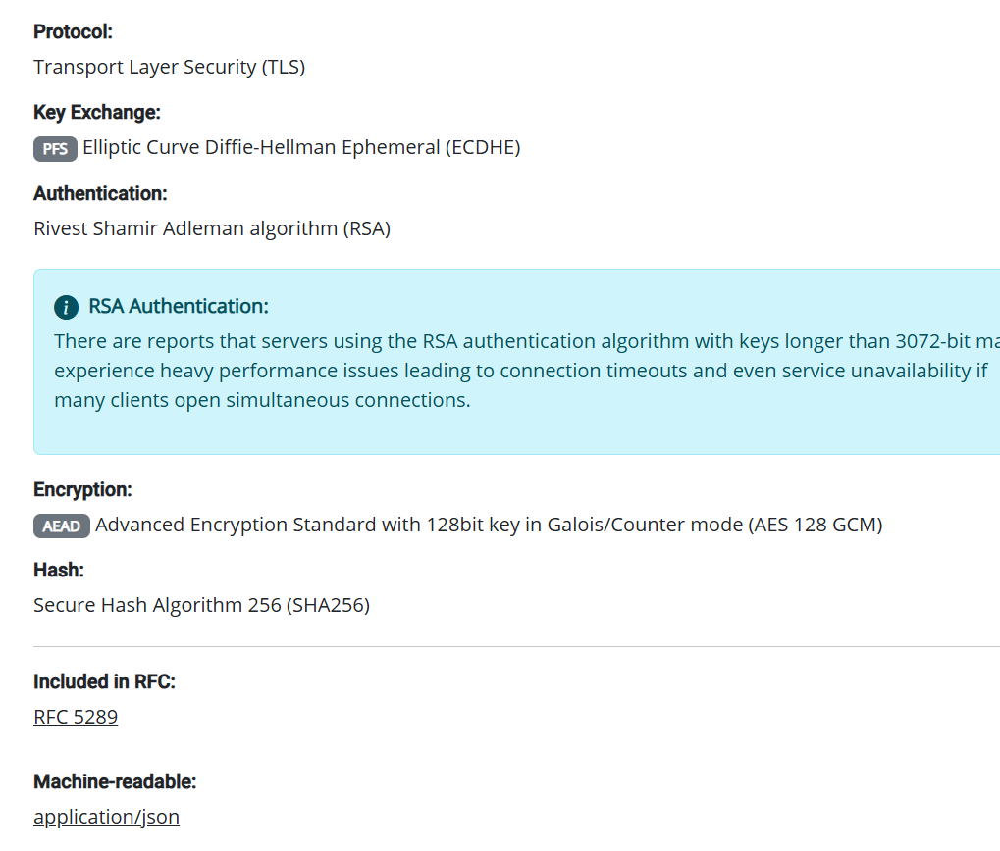 Protocol:
Transport Layer Security (TLS)
Key Exchange:
PFS Elliptic Curve Diffie-Hellman Ephemeral (ECDHE)
Authentication:
Rivest Shamir Adleman algorithm (RSA)
i RSA Authentication:
There are reports that servers using the RSA authentication algorithm with keys longer than 3072-bit
experience heavy performance issues leading to connection timeouts and even service unavailability if
many clients open simultaneous connections.
Encryption:
AEAD Advanced Encryption Standard with 128bit key in Galois/Counter mode (AES 128 GCM)
Hash:
Secure Hash Algorithm 256 (SHA256)
Included in RFC:
RFC 5289
Machine-readable:
application/json